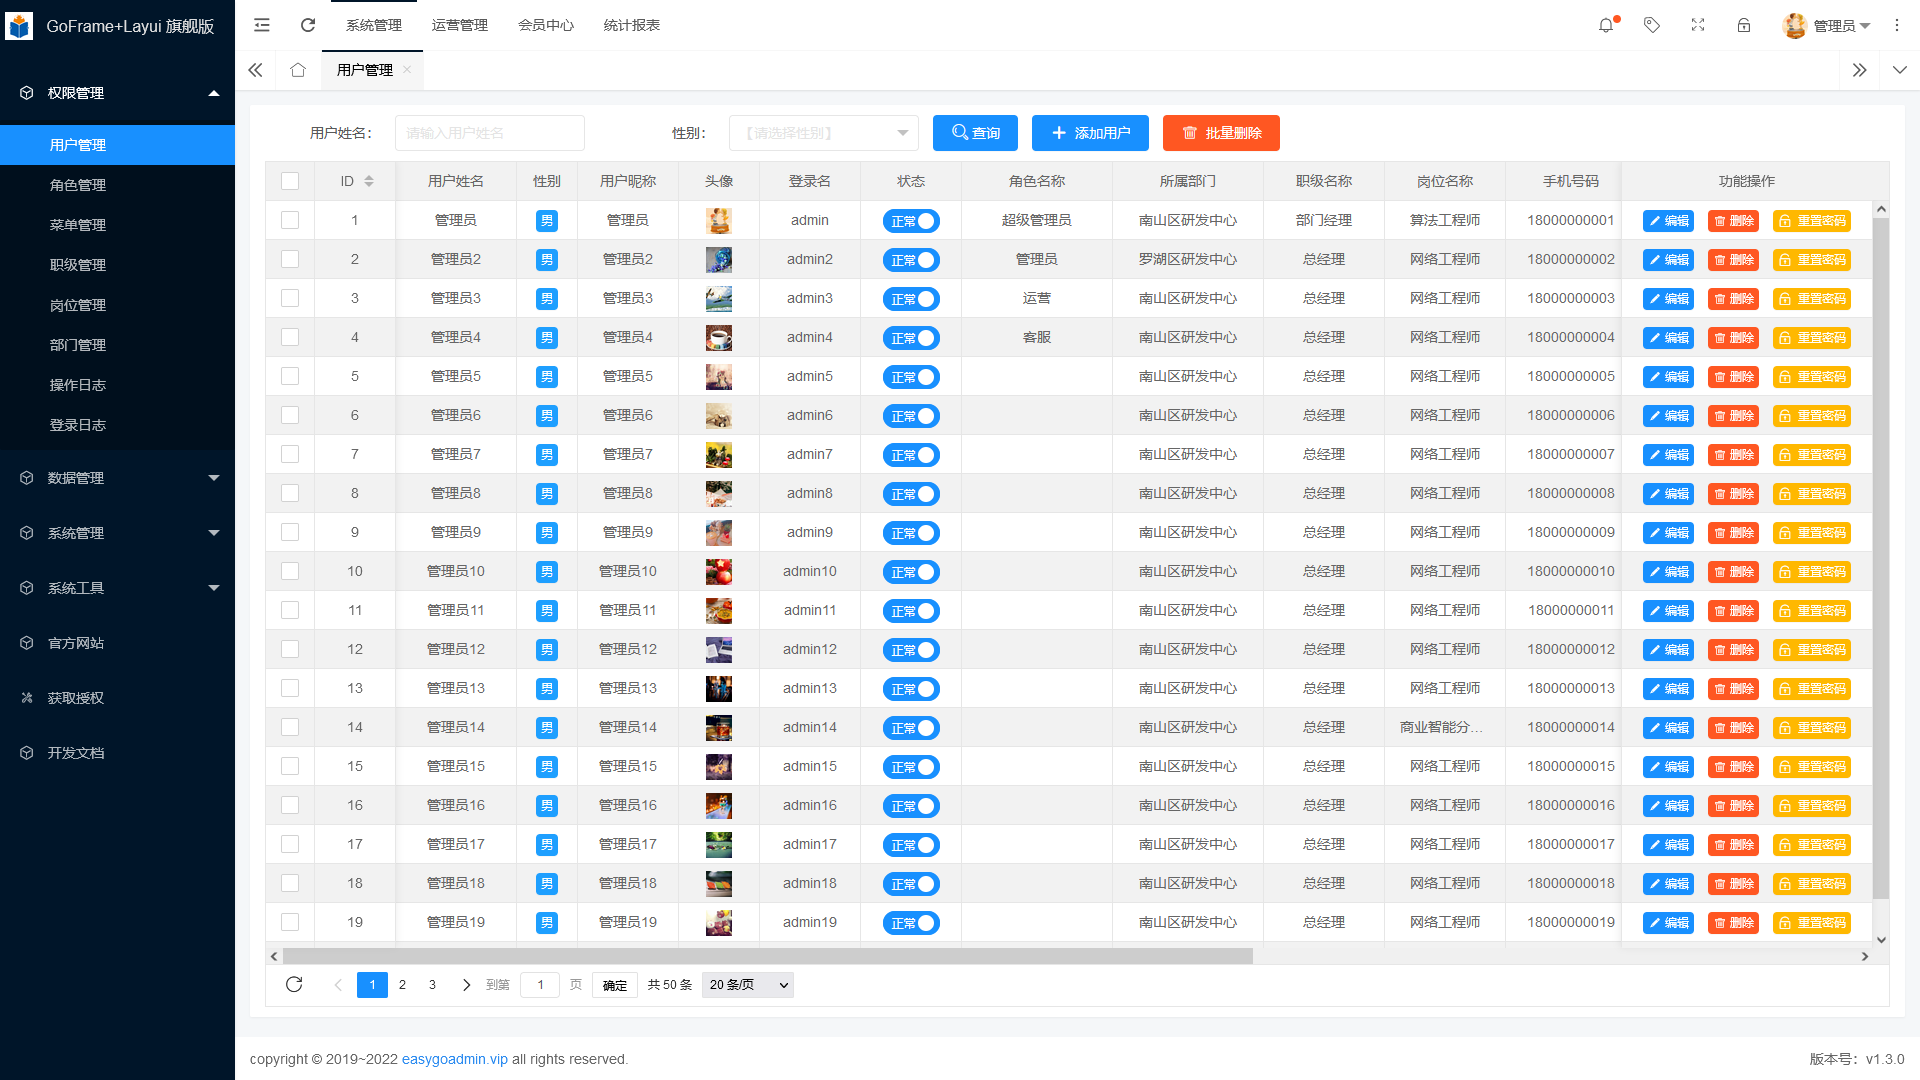 GoFrame+Layui 旗舰版
系统管理 运营管理 会员中心 统计报表
管理员
用户管理
权限管理
用户管理
角色管理
菜单管理
职级管理
岗位管理
部门管理
操作日志
登录日志
数据管理
系统管理
系统工具
官方网站
获取授权
开发文档
用户姓名： 请输入用户姓名 性别： 【请选择性别】 查询 添加用户 批量删除
ID 用户姓名 性别 用户昵称 头像 登录名 状态 角色名称 所属部门 职级名称 岗位名称 手机号码 功能操作
1 管理员 男 管理员 admin 正常 超级管理员 南山区研发中心 部门经理 算法工程师 18000000001 编辑 删除 重置密码
2 管理员2 男 管理员2 admin2 正常 管理员 罗湖区研发中心 总经理 网络工程师 18000000002 编辑 删除 重置密码
3 管理员3 男 管理员3 admin3 正常 运营 南山区研发中心 总经理 网络工程师 18000000003 编辑 删除 重置密码
4 管理员4 男 管理员4 admin4 正常 客服 南山区研发中心 总经理 网络工程师 18000000004 编辑 删除 重置密码
5 管理员5 男 管理员5 admin5 正常 南山区研发中心 总经理 网络工程师 18000000005 编辑 删除 重置密码
6 管理员6 男 管理员6 admin6 正常 南山区研发中心 总经理 网络工程师 18000000006 编辑 删除 重置密码
7 管理员7 男 管理员7 admin7 正常 南山区研发中心 总经理 网络工程师 18000000007 编辑 删除 重置密码
8 管理员8 男 管理员8 admin8 正常 南山区研发中心 总经理 网络工程师 18000000008 编辑 删除 重置密码
9 管理员9 男 管理员9 admin9 正常 南山区研发中心 总经理 网络工程师 18000000009 编辑 删除 重置密码
10 管理员10 男 管理员10 admin10 正常 南山区研发中心 总经理 网络工程师 18000000010 编辑 删除 重置密码
11 管理员11 男 管理员11 admin11 正常 南山区研发中心 总经理 网络工程师 18000000011 编辑 删除 重置密码
12 管理员12 男 管理员12 admin12 正常 南山区研发中心 总经理 网络工程师 18000000012 编辑 删除 重置密码
13 管理员13 男 管理员13 admin13 正常 南山区研发中心 总经理 网络工程师 18000000013 编辑 删除 重置密码
14 管理员14 男 管理员14 admin14 正常 南山区研发中心 总经理 商业智能分... 18000000014 编辑 删除 重置密码
15 管理员15 男 管理员15 admin15 正常 南山区研发中心 总经理 网络工程师 18000000015 编辑 删除 重置密码
16 管理员16 男 管理员16 admin16 正常 南山区研发中心 总经理 网络工程师 18000000016 编辑 删除 重置密码
17 管理员17 男 管理员17 admin17 正常 南山区研发中心 总经理 网络工程师 18000000017 编辑 删除 重置密码
18 管理员18 男 管理员18 admin18 正常 南山区研发中心 总经理 网络工程师 18000000018 编辑 删除 重置密码
19 管理员19 男 管理员19 admin19 正常 南山区研发中心 总经理 网络工程师 18000000019 编辑 删除 重置密码
1 2 3 到第 1 页 确定 共 50 条 20 条/页
copyright © 2019~2022 easygoadmin.vip all rights reserved.
版本号：v1.3.0